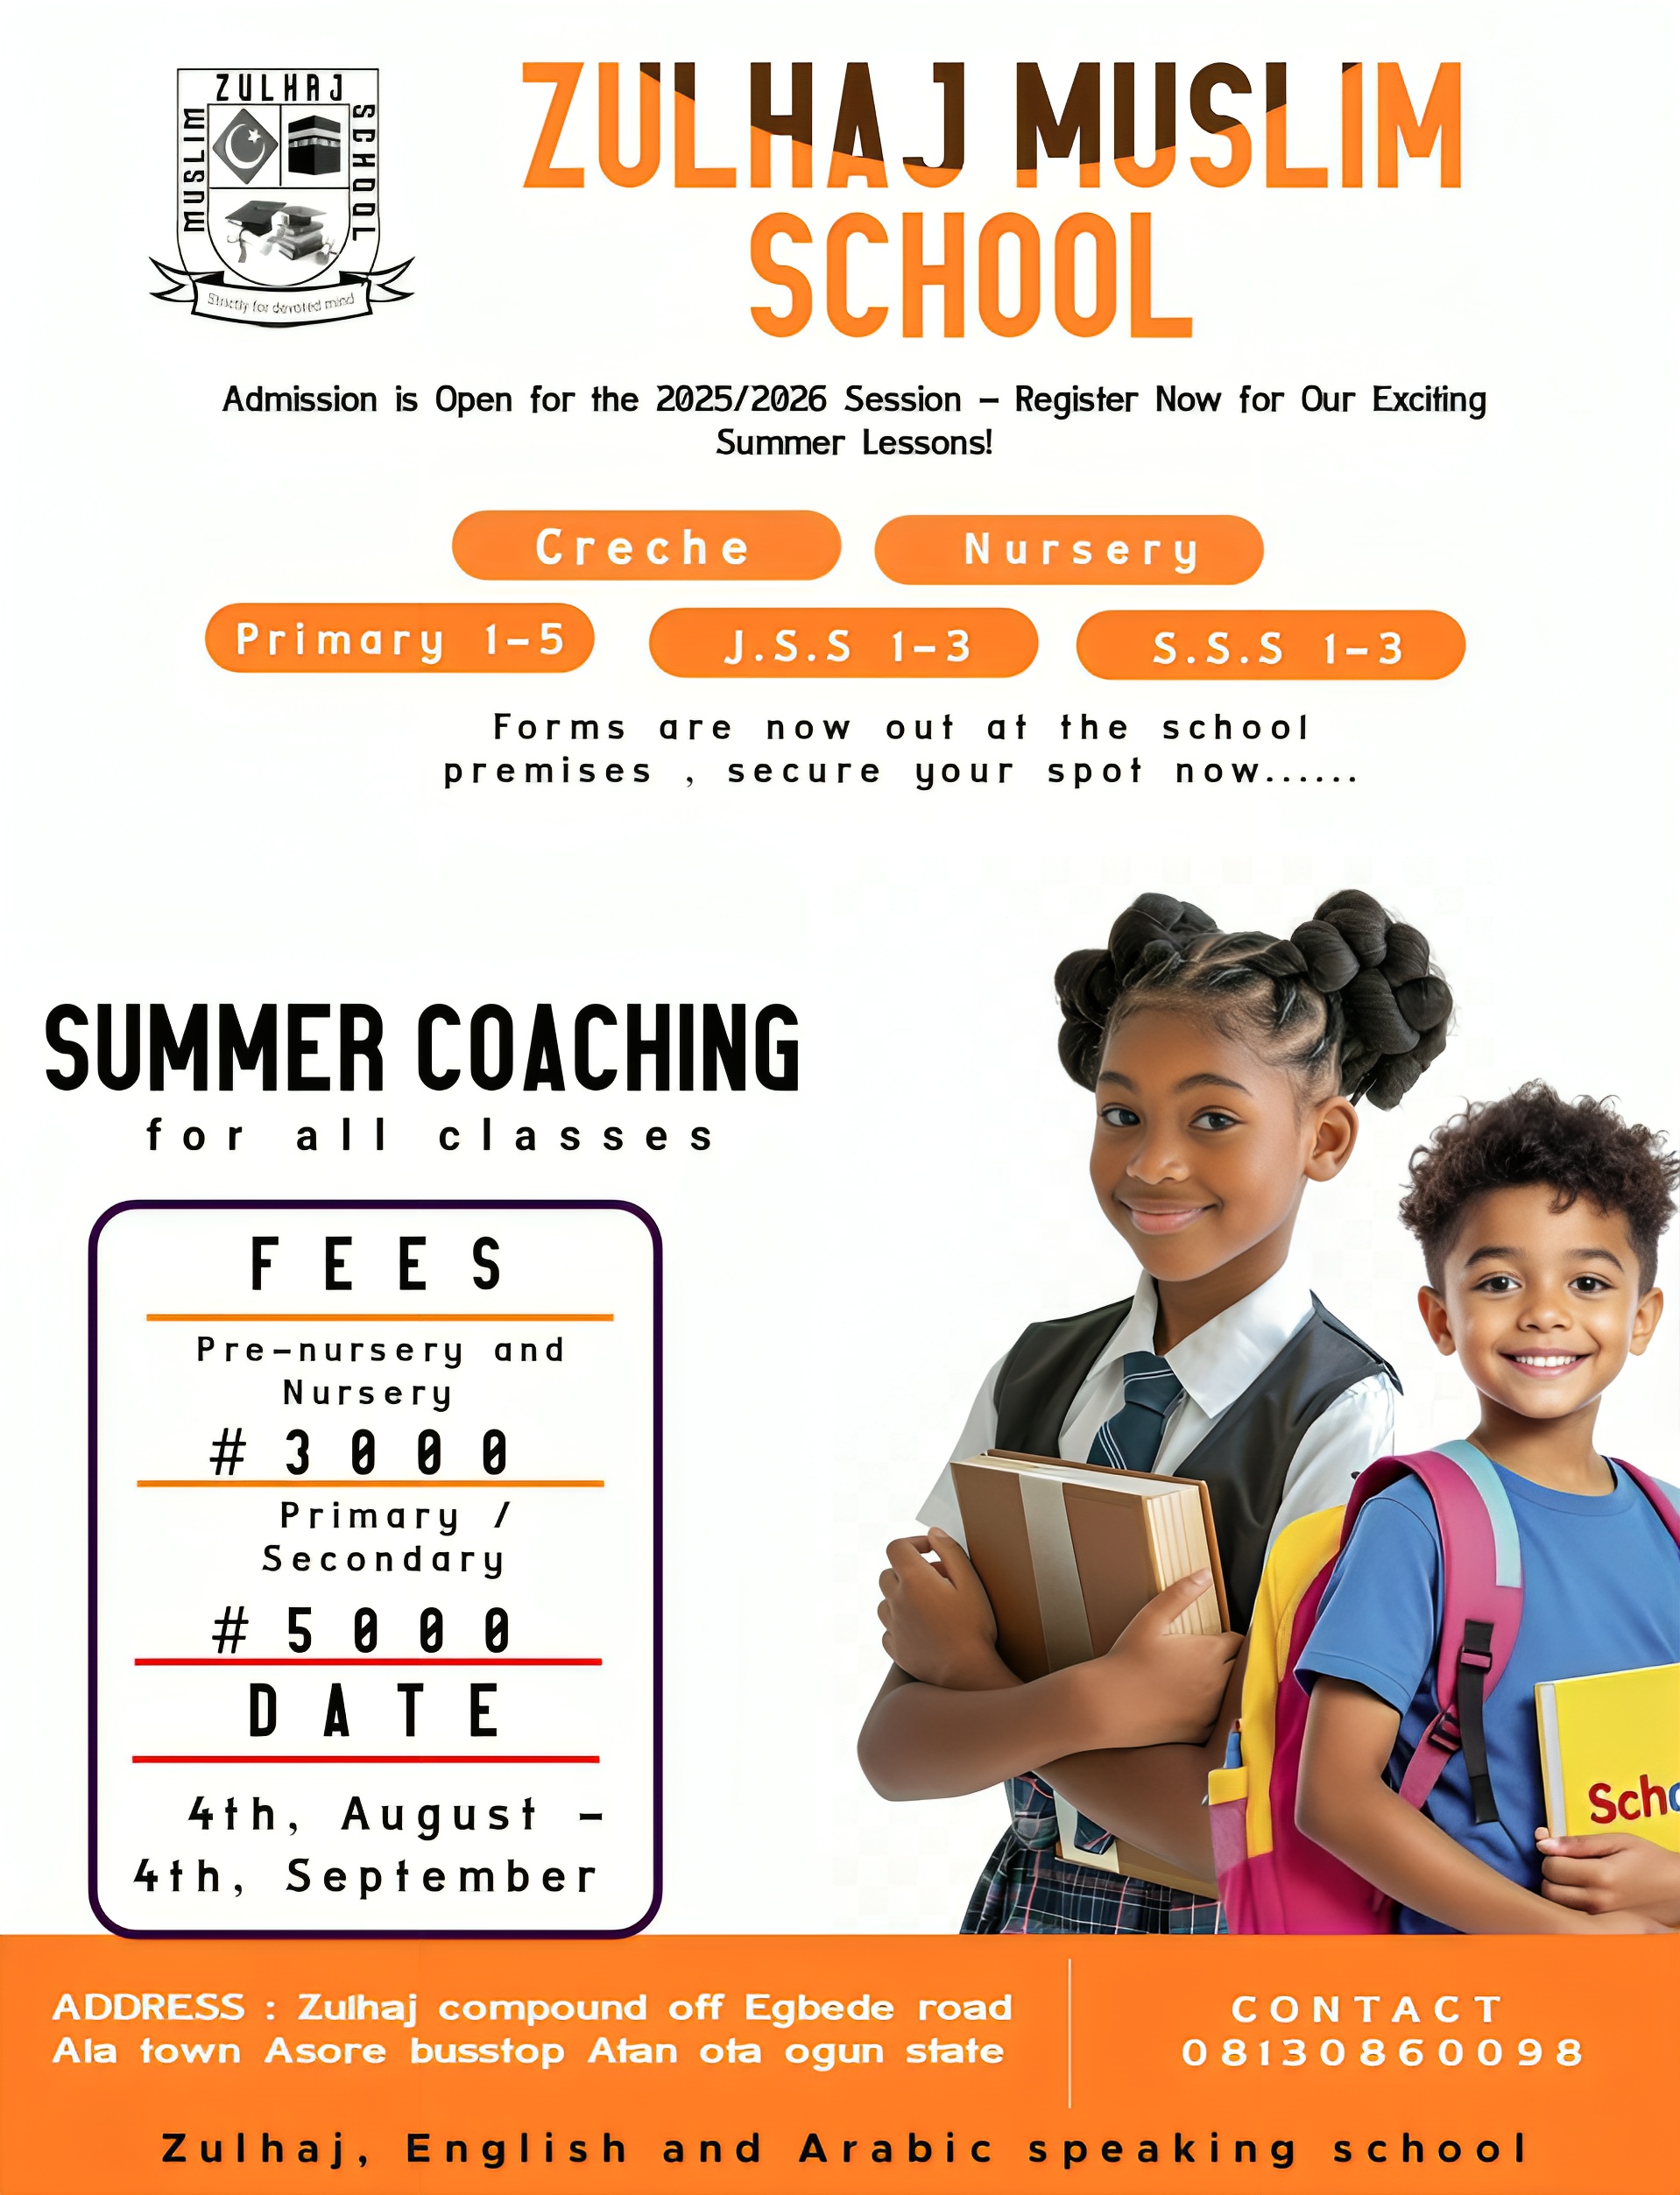 ZULHAJ
MUSLIM
SCHOOL
Strictly for devoted mind
ZULHAJ MUSLIM
SCHOOL
Admission is Open for the 2025/2026 Session – Register Now for Our Exciting
Summer Lessons!
Creche
Nursery
Primary 1-5
J.S.S 1-3
S.S.S 1-3
Forms are now out at the school
premises , secure your spot now......
SUMMER COACHING
for all classes
FEES
Pre-nursery and
Nursery
#3000
Primary /
Secondary
#5000
DATE
4th, August -
4th, September
Scho
ADDRESS : Zulhaj compound off Egbede road
Ala town Asore busstop Atan ota ogun state
CONTACT
08130860098
Zulhaj, English and Arabic speaking school